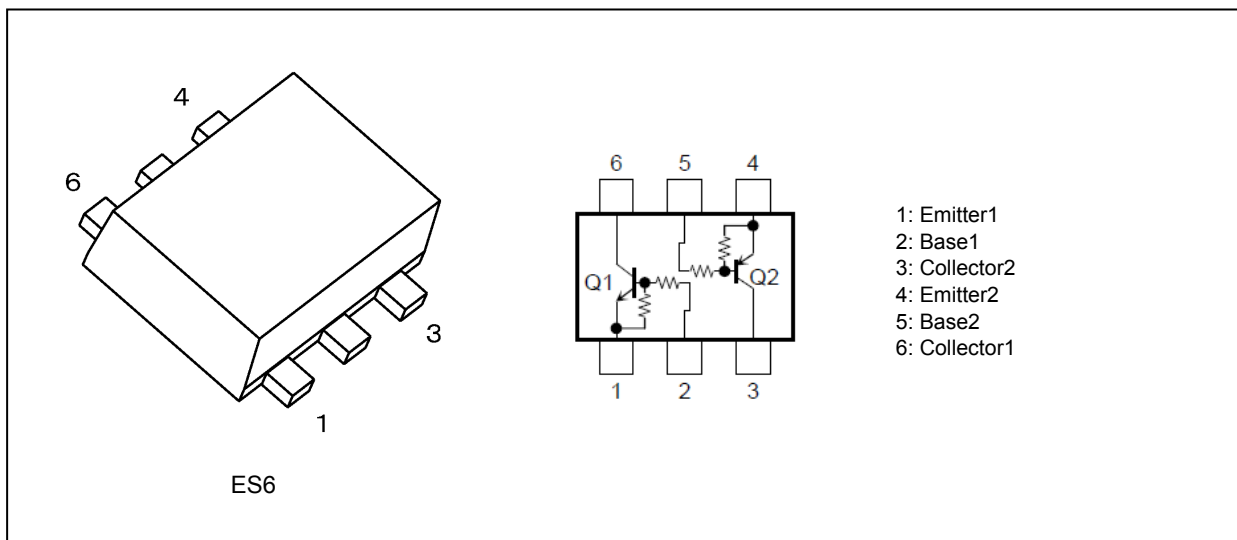 4
6
3
1
ES6
6 5 4
Q1
Q2
1 2 3
1: Emitter1
2: Base1
3: Collector2
4: Emitter2
5: Base2
6: Collector1